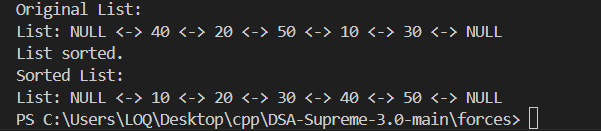 Original List:
List: NULL <-> 40 <-> 20 <-> 50 <-> 10 <-> 30 <-> NULL
List sorted.
Sorted List:
List: NULL <-> 10 <-> 20 <-> 30 <-> 40 <-> 50 <-> NULL
PS C:\Users\LOQ\Desktop\cpp\DSA-Supreme-3.0-main\forces>